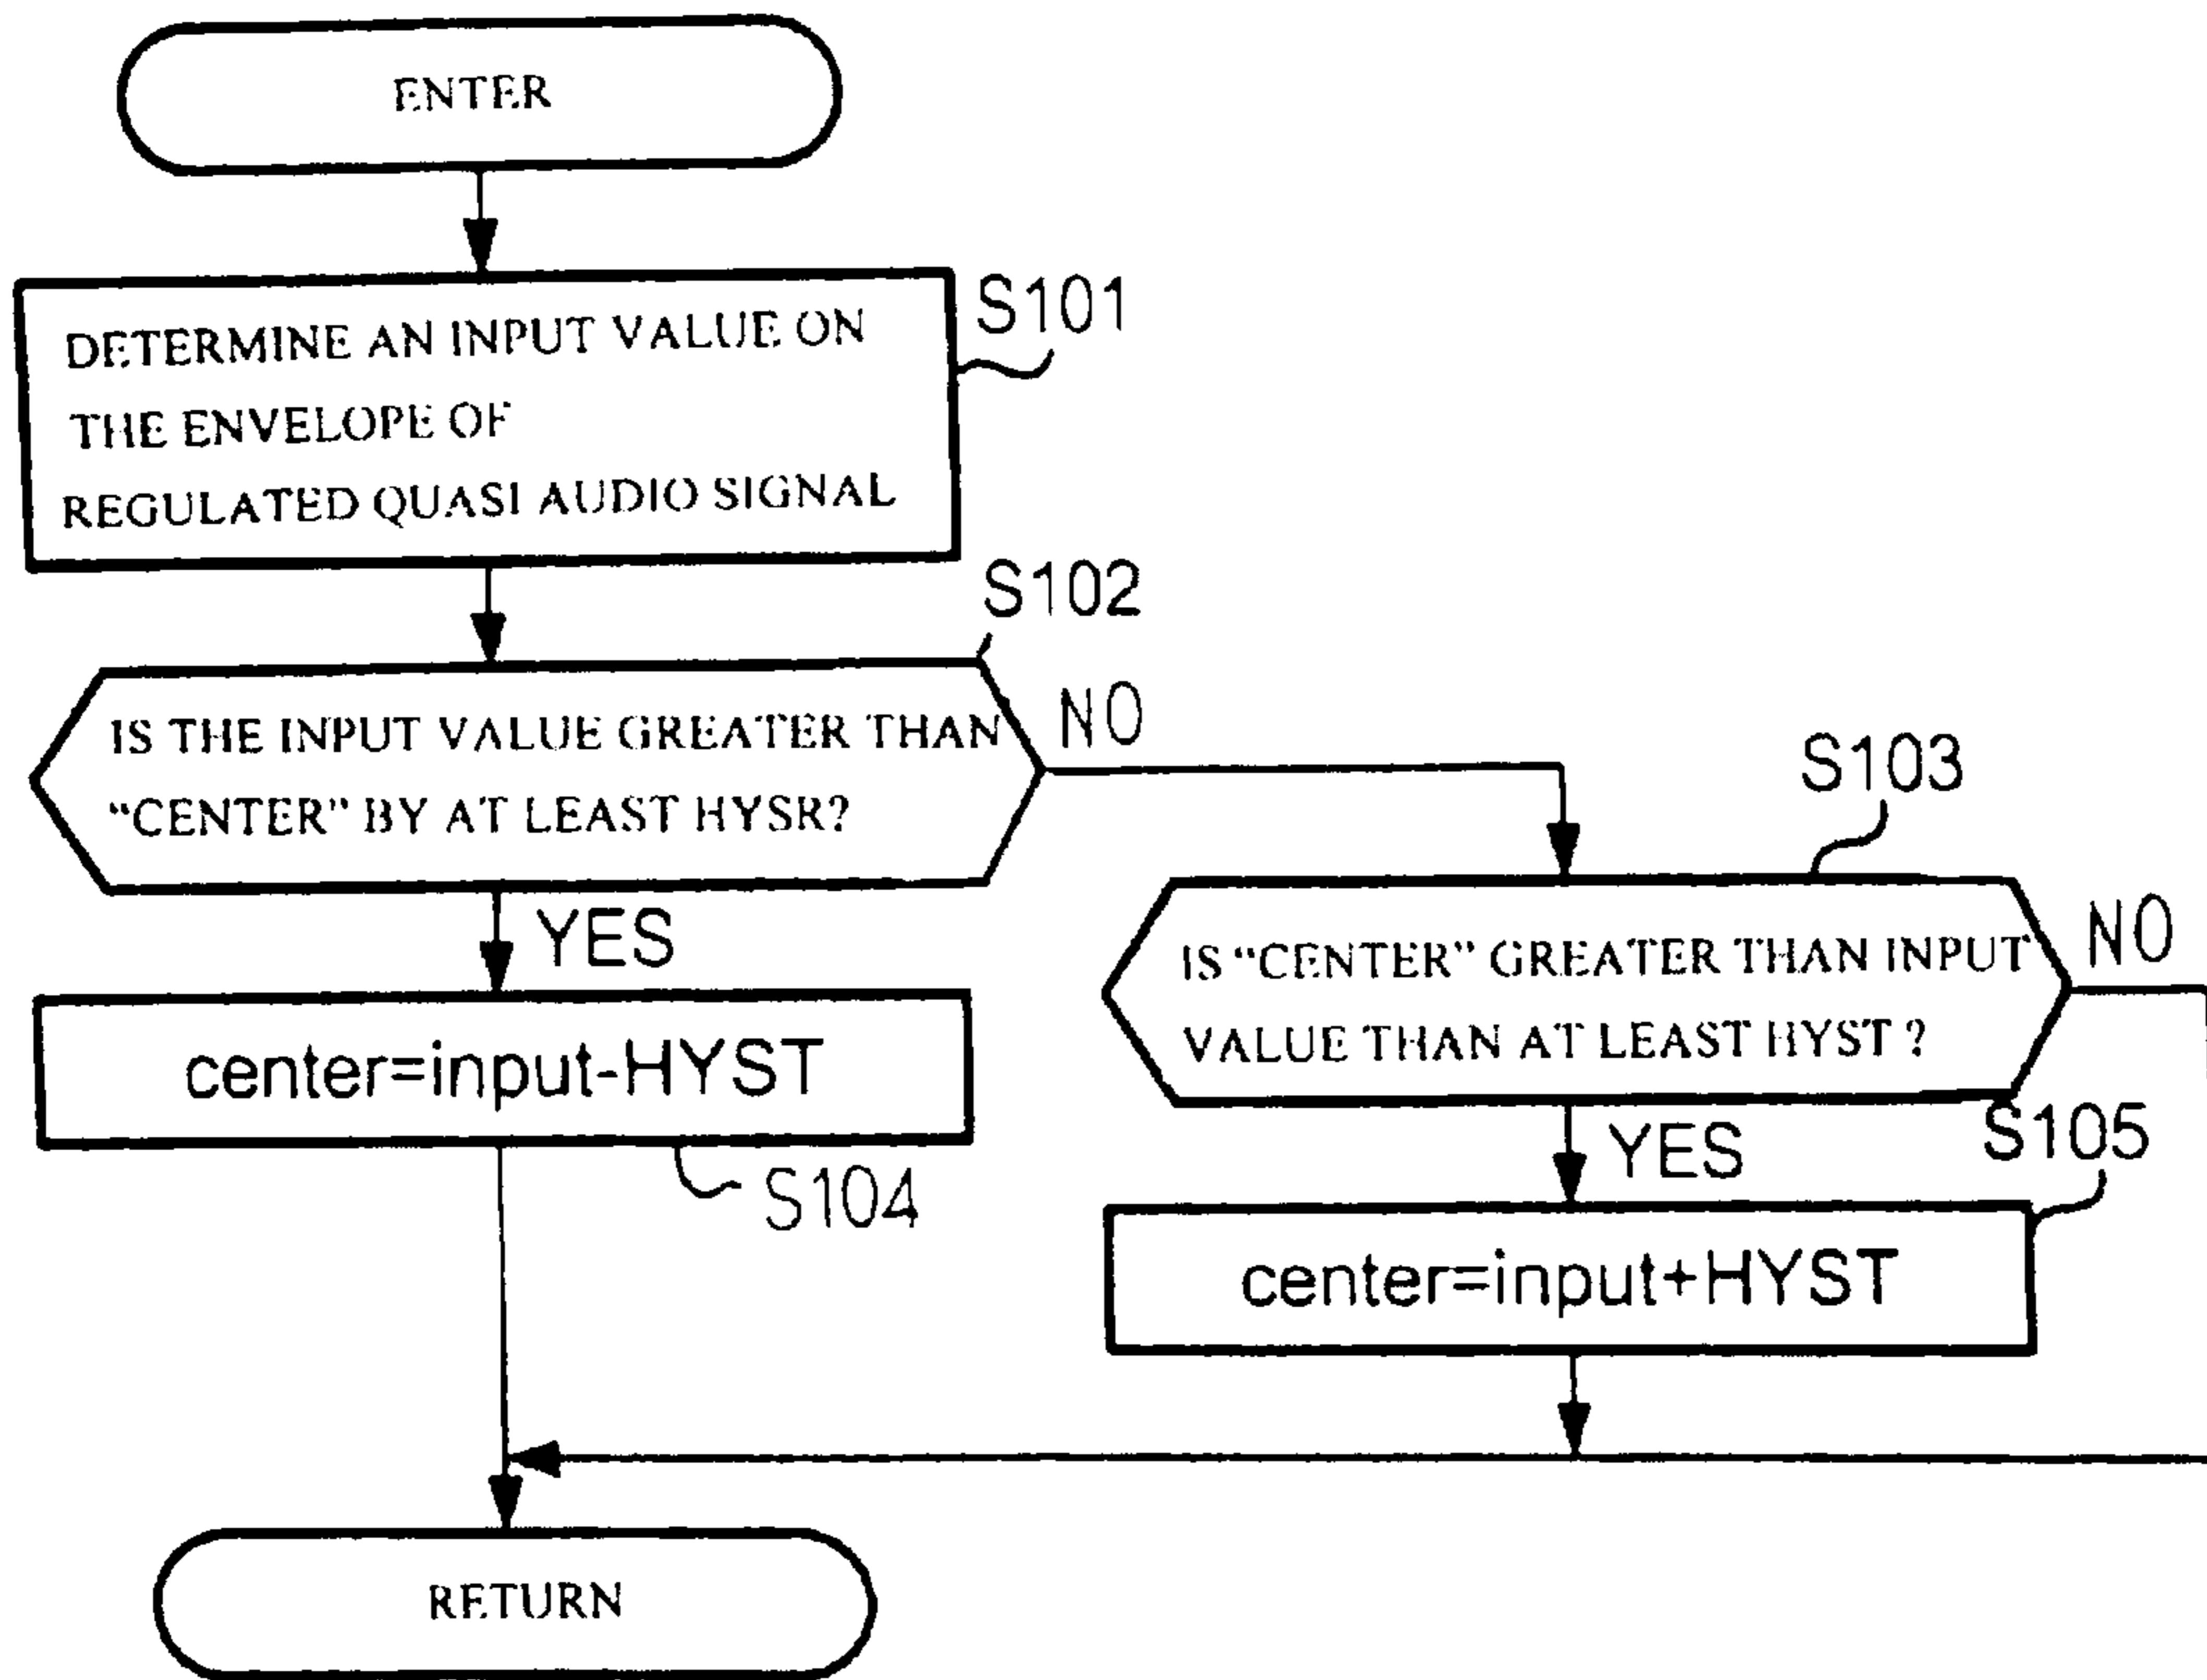 ENTER
S101
DETERMINE AN INPUT VALUE ON
THE ENVELOPE OF
REGULATED QUASI AUDIO SIGNAL
S102
IS THE INPUT VALUE GREATER THAN
“CENTER” BY AT LEAST HYSR?
NO
YES
S103
IS “CENTER” GREATER THAN INPUT
VALUE THAN AT LEAST HYST ?
NO
YES
center=input-HYST
S104
S105
center=input+HYST
RETURN